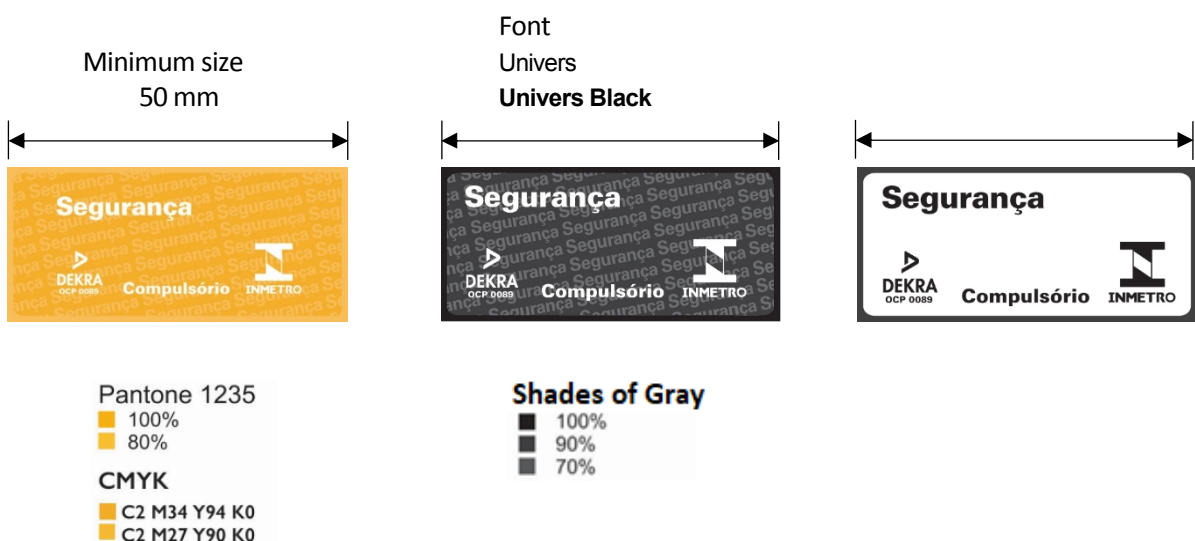 Minimum size
50 mm
Font
Univers
Univers Black
Segurança
DEKRA
OCP 0089
Compulsório
INMETRO
Segurança
DEKRA
OCP 0089
Compulsório
INMETRO
Segurança
DEKRA
OCP 0089
Compulsório
INMETRO
Pantone 1235
100%
80%
CMYK
C2 M34 Y94 K0
C2 M27 Y90 K0
Shades of Gray
100%
90%
70%